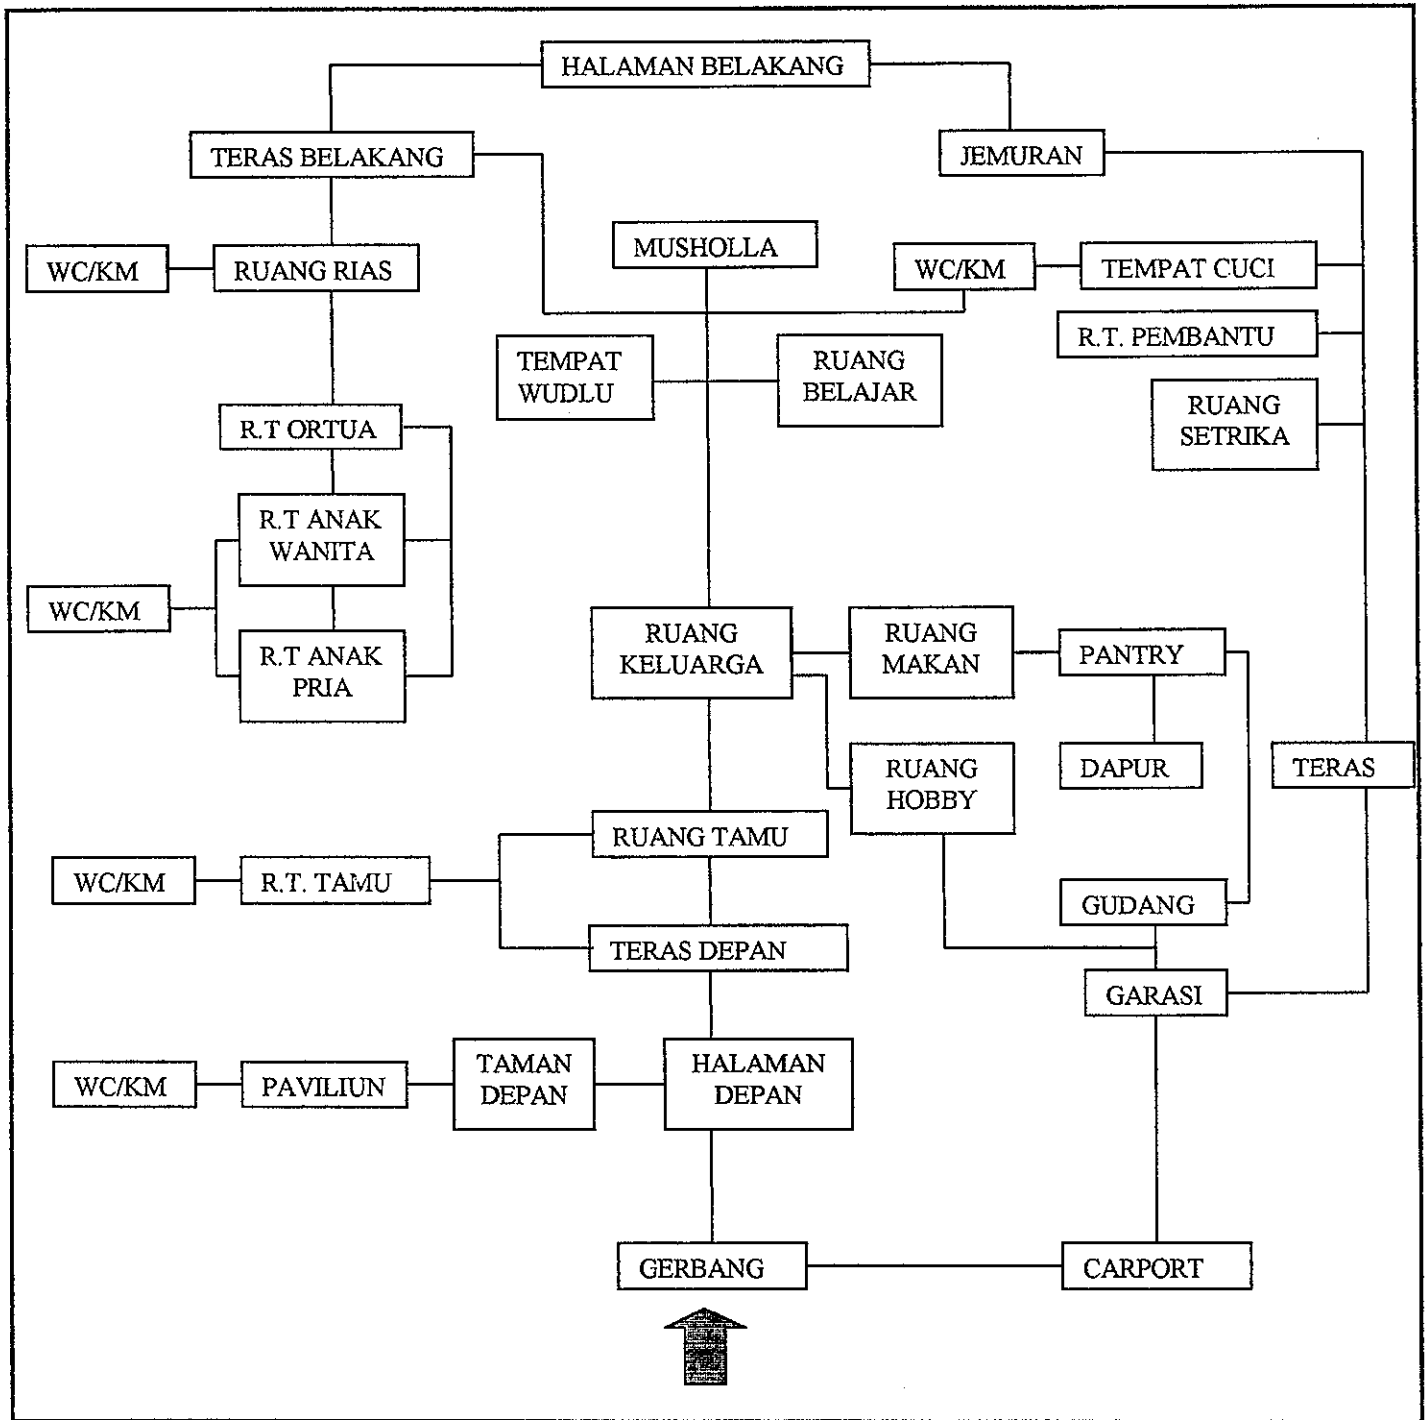 HALAMAN BELAKANG
TERAS BELAKANG
JEMURAN
MUSHOLLA
WC/KM
RUANG RIAS
WC/KM
TEMPAT CUCI
R.T. PEMBANTU
TEMPAT
WUDLU
RUANG
BELAJAR
RUANG
SETRIKA
R.T ORTUA
R.T ANAK
WANITA
WC/KM
R.T ANAK
PRIA
RUANG
KELUARGA
RUANG
MAKAN
PANTRY
RUANG
HOBBY
DAPUR
TERAS
RUANG TAMU
WC/KM
R.T. TAMU
GUDANG
TERAS DEPAN
GARASI
WC/KM
PAVILIUN
TAMAN
DEPAN
HALAMAN
DEPAN
GERBANG
CARPORT